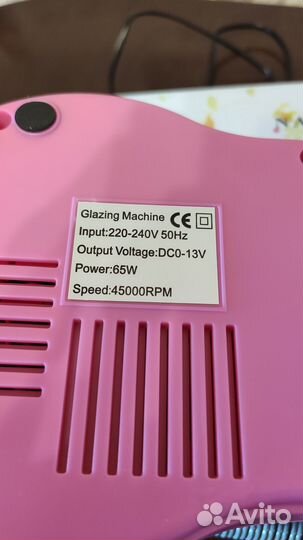 Glazing Machine CE
Input:220-240V 50Hz
Output Voltage:DC0-13V
Power:65W
Speed:45000RPM
Avito